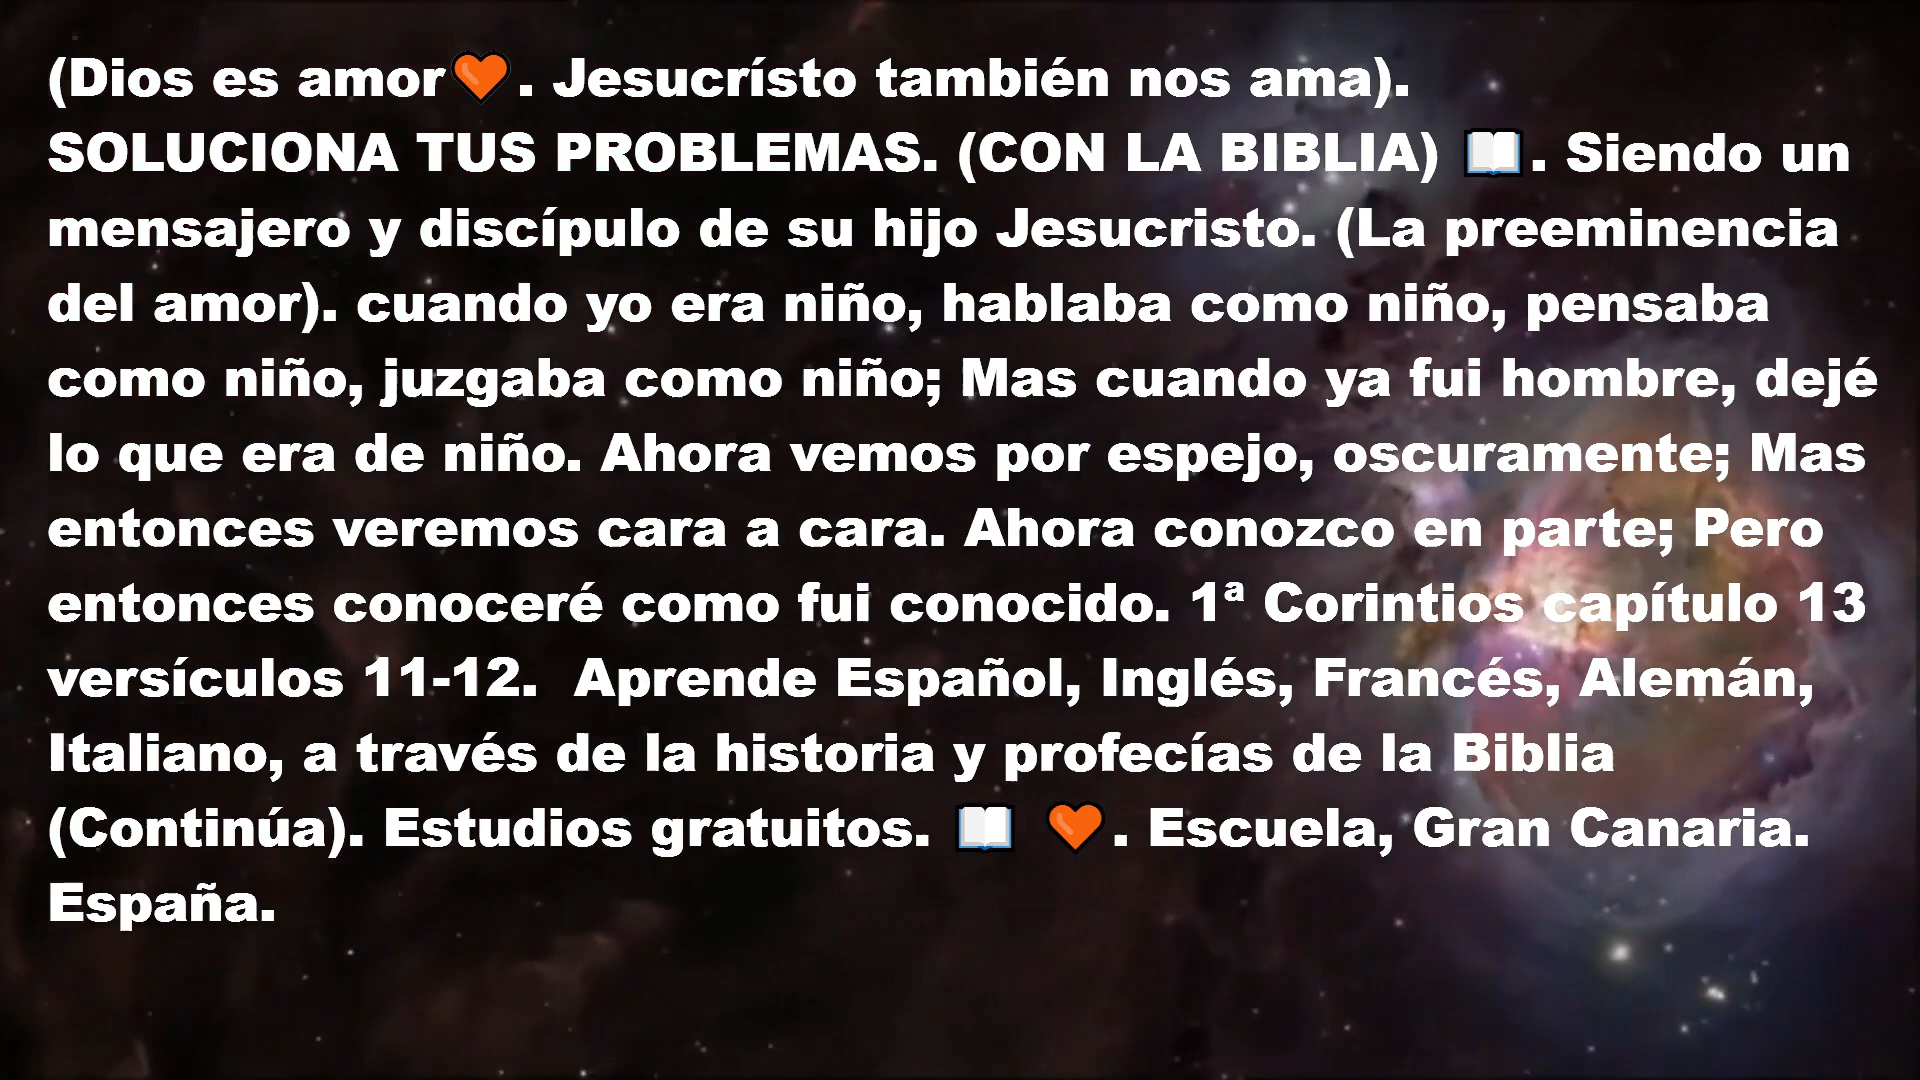 (Dios es amor🧡. Jesucrísto también nos ama).
SOLUCIONA TUS PROBLEMAS. (CON LA BIBLIA) 📖. Siendo un
mensajero y discípulo de su hijo Jesucristo. (La preeminencia
del amor). cuando yo era niño, hablaba como niño, pensaba
como niño, juzgaba como niño; Mas cuando ya fui hombre, dejé
lo que era de niño. Ahora vemos por espejo, oscuramente; Mas
entonces veremos cara a cara. Ahora conozco en parte; Pero
entonces conoceré como fui conocido. 1ª Corintios capítulo 13
versículos 11-12.  Aprende Español, Inglés, Francés, Alemán,
Italiano, a través de la historia y profecías de la Biblia
(Continúa). Estudios gratuitos. 📖 🧡. Escuela, Gran Canaria.
España.